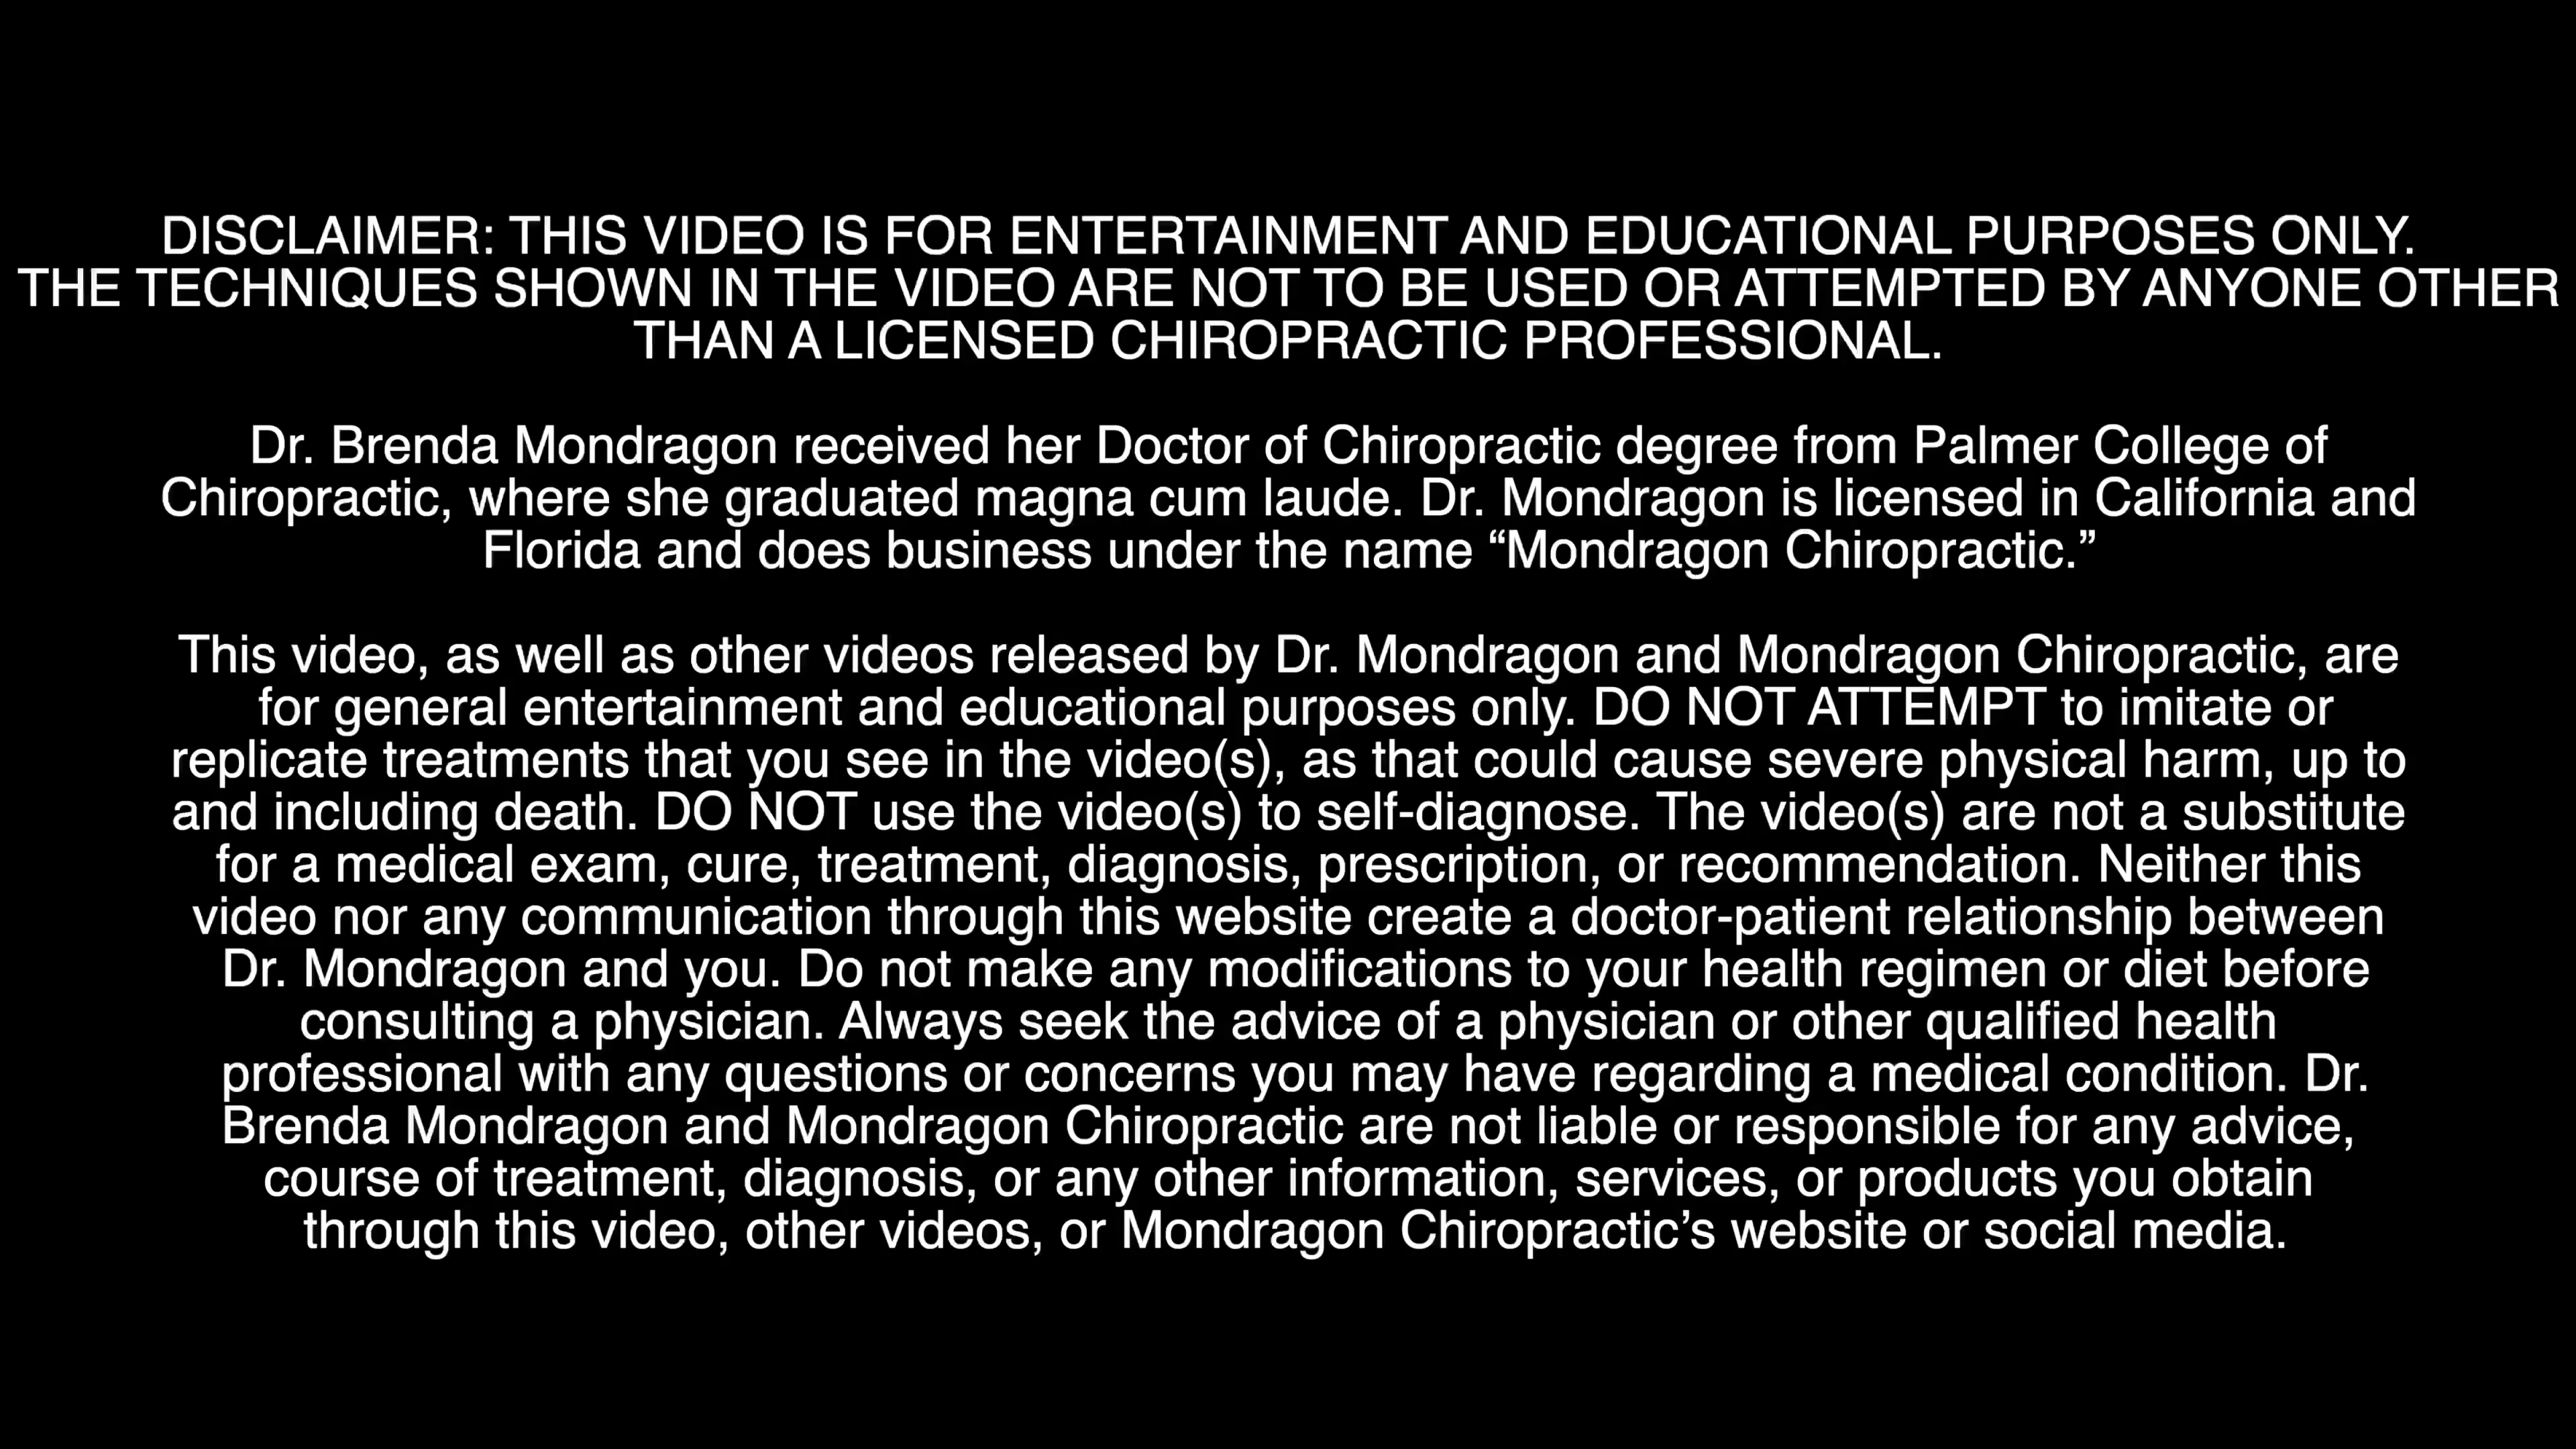 DISCLAIMER: THIS VIDEO IS FOR ENTERTAINMENT AND EDUCATIONAL PURPOSES ONLY.
THE TECHNIQUES SHOWN IN THE VIDEO ARE NOT TO BE USED OR ATTEMPTED BY ANYONE OTHER
THAN A LICENSED CHIROPRACTIC PROFESSIONAL.
Dr. Brenda Mondragon received her Doctor of Chiropractic degree from Palmer College of
Chiropractic, where she graduated magna cum laude. Dr. Mondragon is licensed in California and
Florida and does business under the name “Mondragon Chiropractic.”
This video, as well as other videos released by Dr. Mondragon and Mondragon Chiropractic, are
for general entertainment and educational purposes only. DO NOT ATTEMPT to imitate or
replicate treatments that you see in the video(s), as that could cause severe physical harm, up to
and including death. DO NOT use the video(s) to self-diagnose. The video(s) are not a substitute
for a medical exam, cure, treatment, diagnosis, prescription, or recommendation. Neither this
video nor any communication through this website create a doctor-patient relationship between
Dr. Mondragon and you. Do not make any modifications to your health regimen or diet before
consulting a physician. Always seek the advice of a physician or other qualified health
professional with any questions or concerns you may have regarding a medical condition. Dr.
Brenda Mondragon and Mondragon Chiropractic are not liable or responsible for any advice,
course of treatment, diagnosis, or any other information, services, or products you obtain
through this video, other videos, or Mondragon Chiropractic’s website or social media.